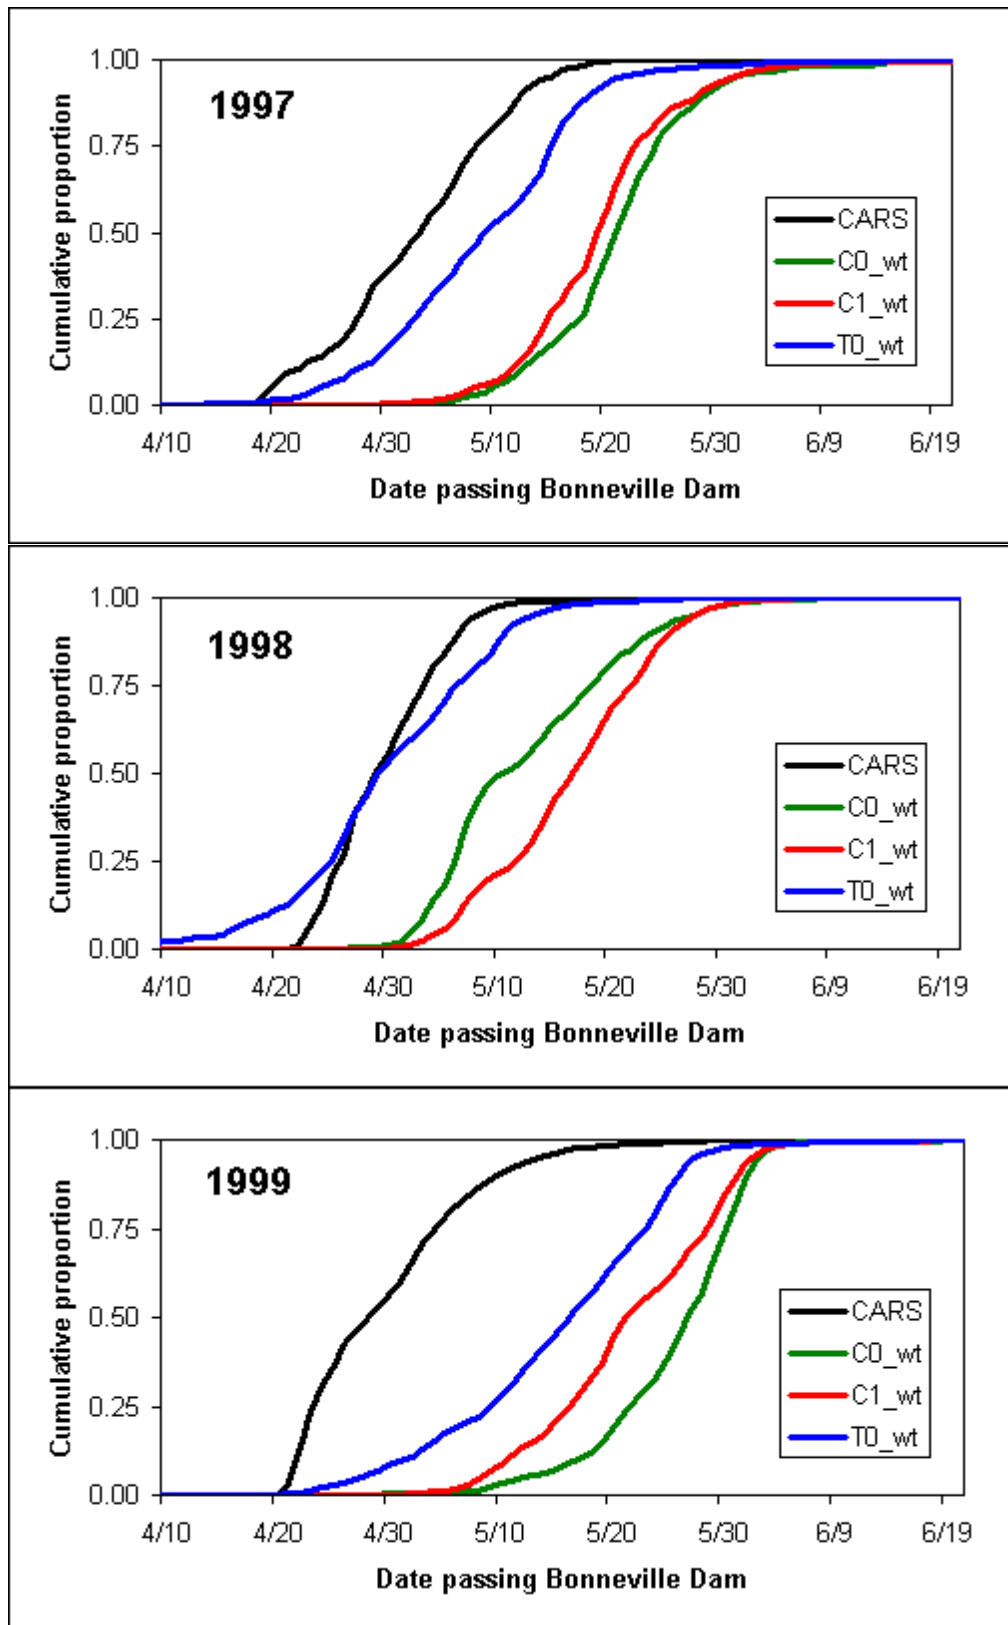 1997
Cumulative proportion
1.00
0.75
0.50
0.25
0.00
4/10 4/20 4/30 5/10 5/20 5/30 6/9 6/19
Date passing Bonneville Dam
CARS
C0_wt
C1_wt
T0_wt
1998
Cumulative proportion
1.00
0.75
0.50
0.25
0.00
4/10 4/20 4/30 5/10 5/20 5/30 6/9 6/19
Date passing Bonneville Dam
CARS
C0_wt
C1_wt
T0_wt
1999
Cumulative proportion
1.00
0.75
0.50
0.25
0.00
4/10 4/20 4/30 5/10 5/20 5/30 6/9 6/19
Date passing Bonneville Dam
CARS
C0_wt
C1_wt
T0_wt